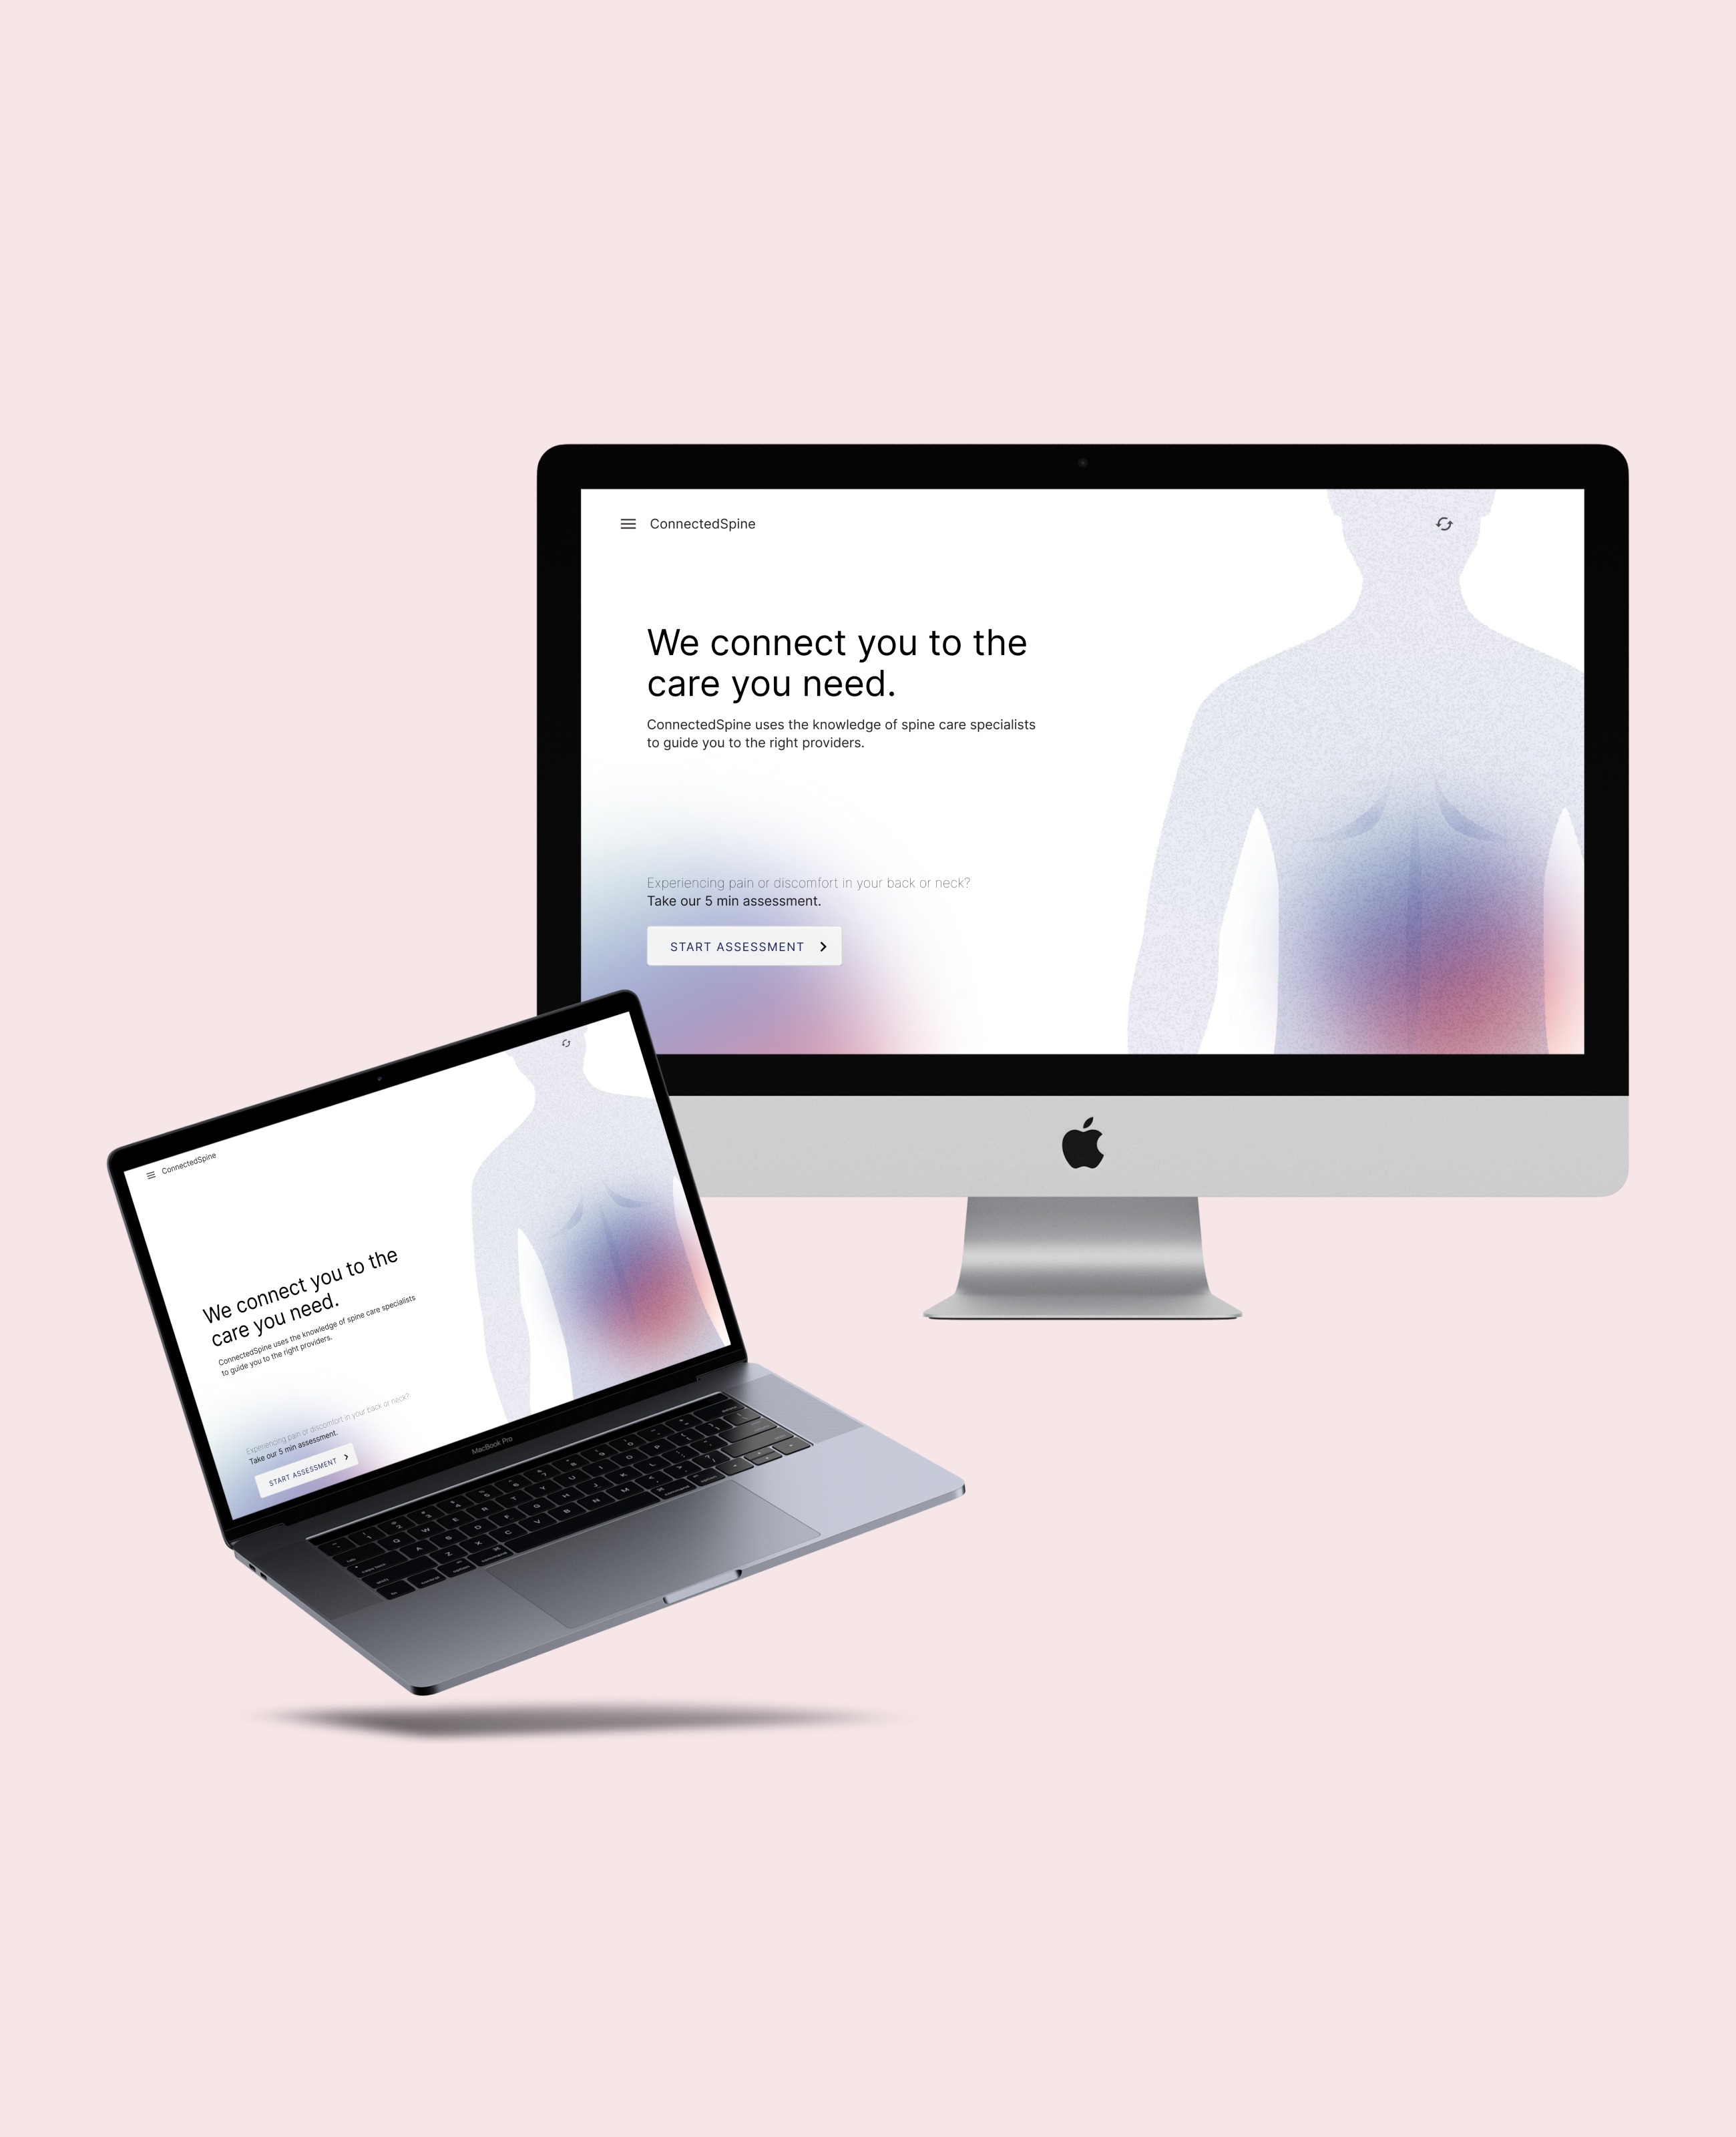 ConnectedSpine
We connect you to the
care you need.
ConnectedSpine uses the knowledge of spine care specialists
to guide you to the right providers.
Experiencing pain or discomfort in your back or neck?
Take our 5 min assessment.
START ASSESSMENT
ConnectedSpine
We connect you to the
care you need.
ConnectedSpine uses the knowledge of spine care specialists
to guide you to the right providers.
Experiencing pain or discomfort in your back or neck?
Take our 5 min assessment.
START ASSESSMENT
MacBook Pro